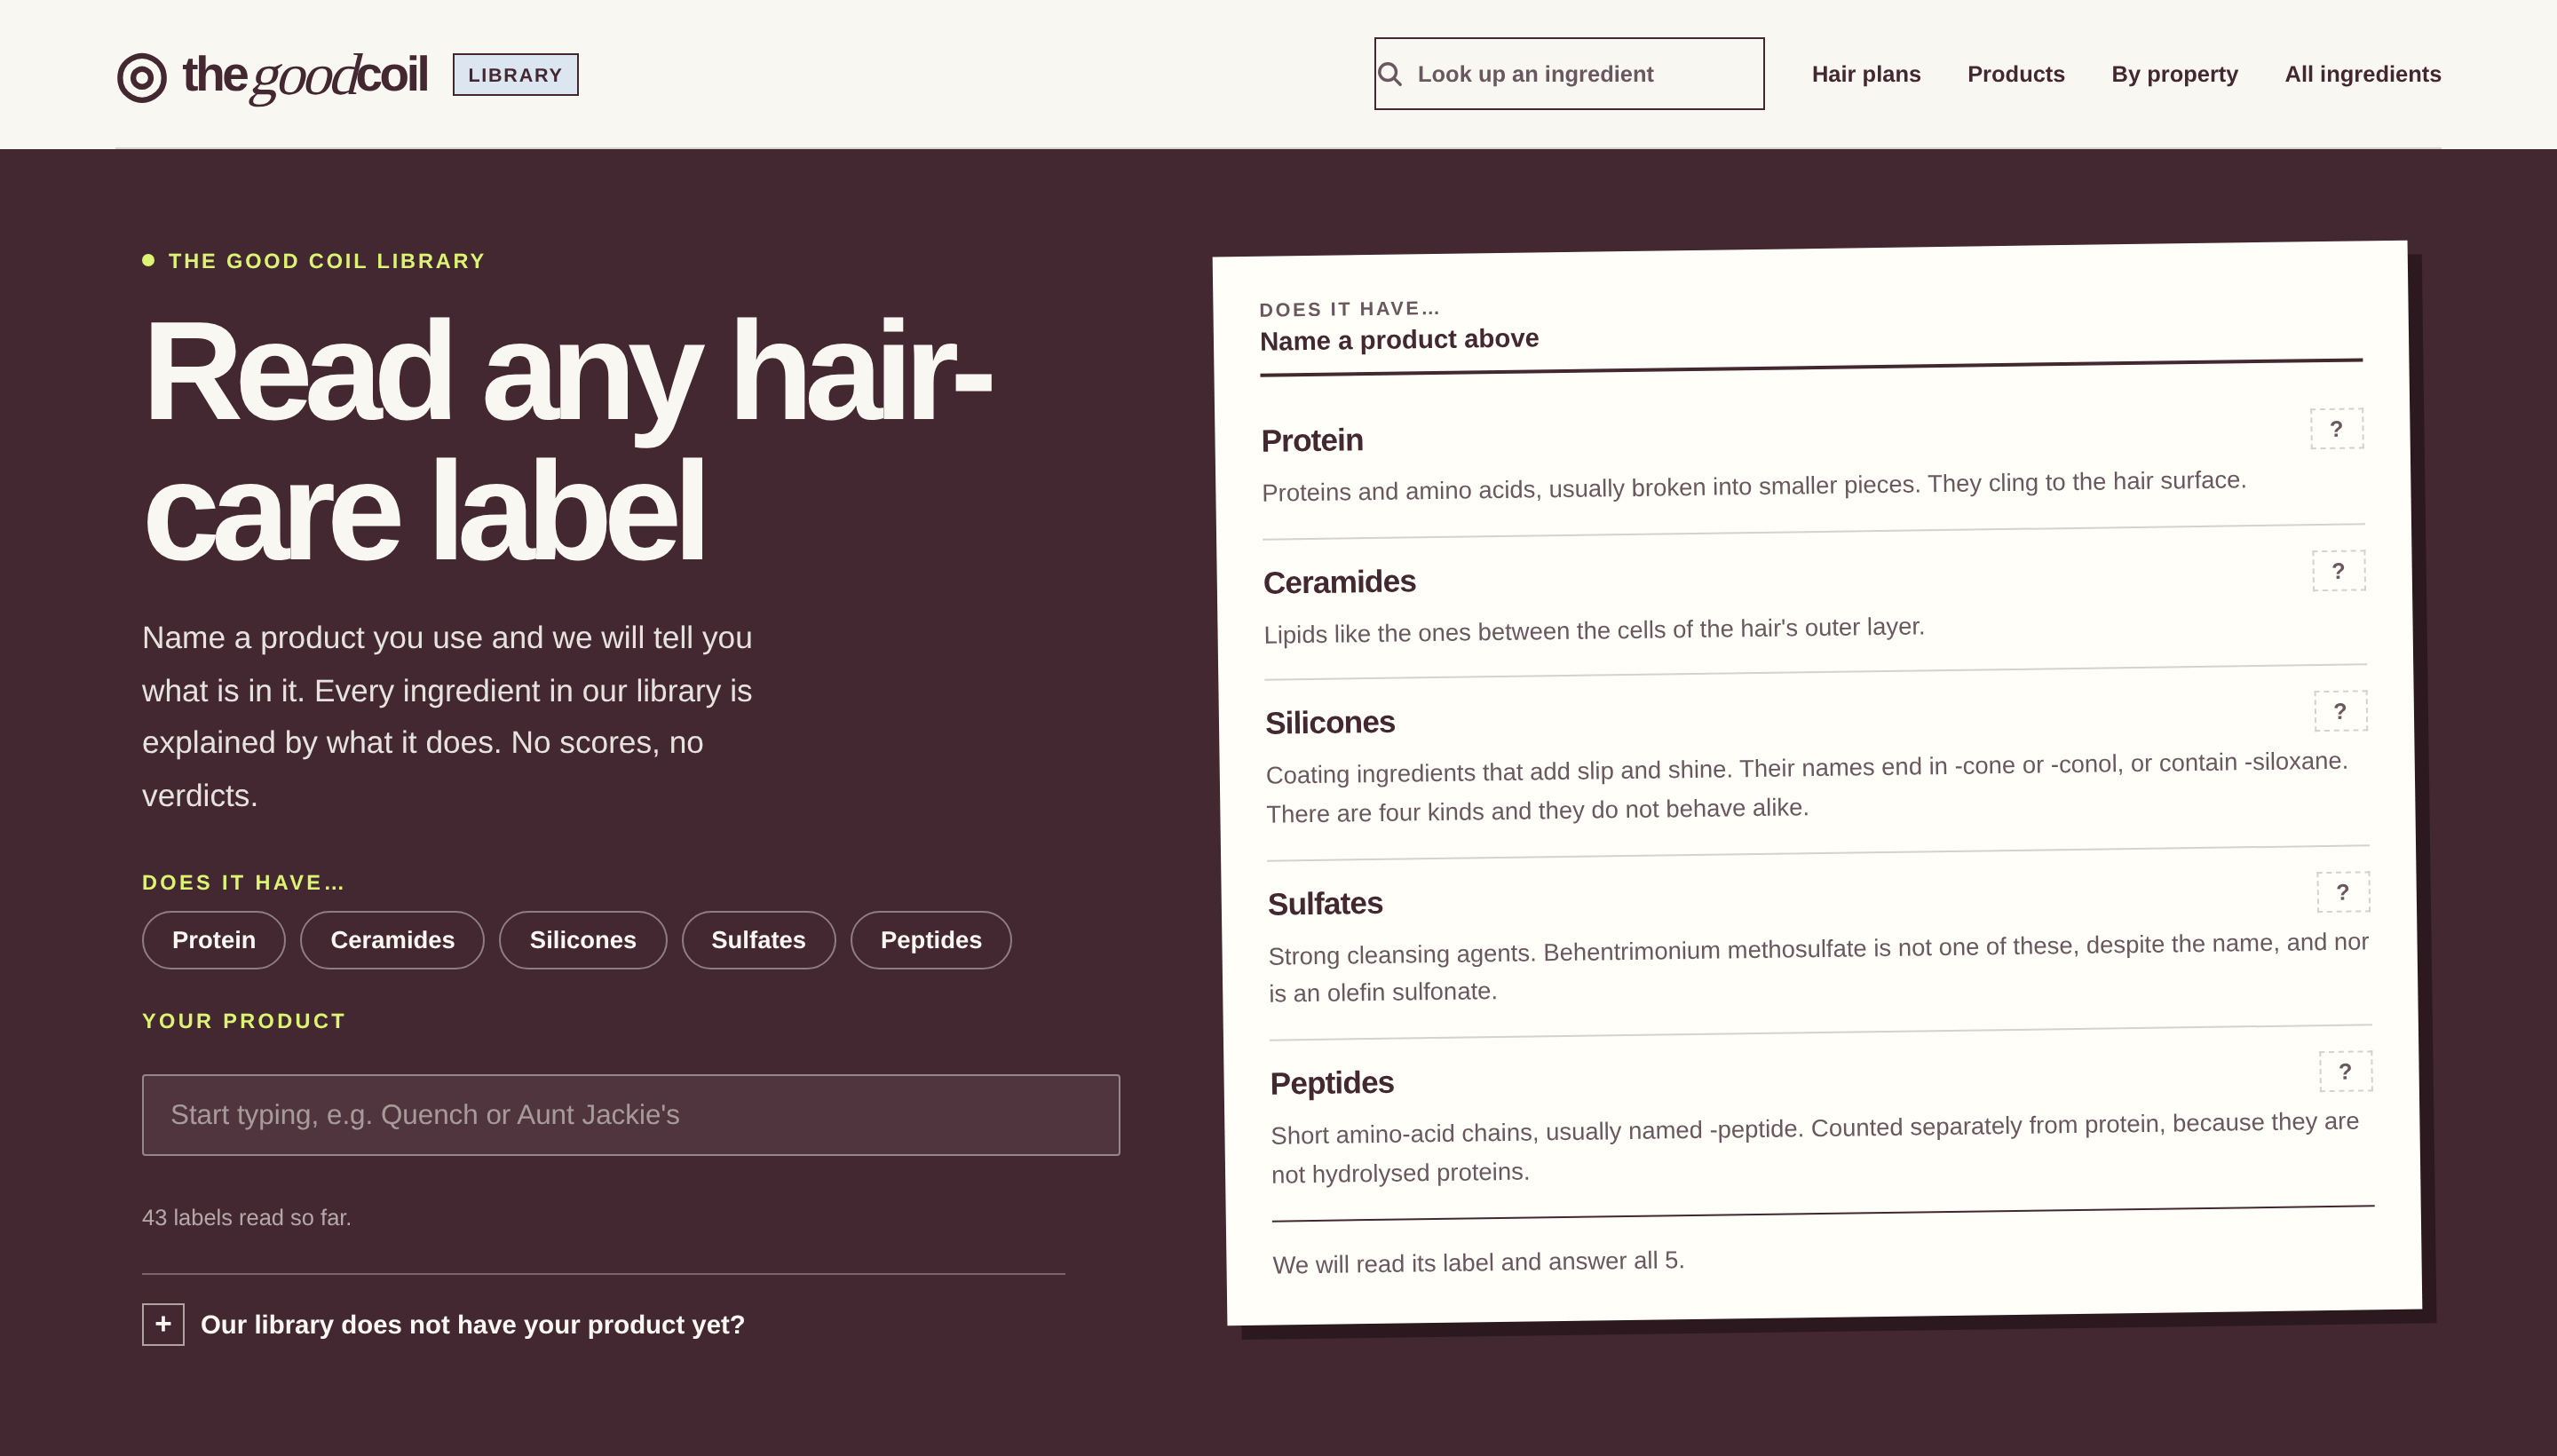 thegoodcoil LIBRARY
Look up an ingredient
Hair plans
Products
By property
All ingredients
THE GOOD COIL LIBRARY
Read any hair-
care label
Name a product you use and we will tell you
what is in it. Every ingredient in our library is
explained by what it does. No scores, no
verdicts.
DOES IT HAVE…
Protein
Ceramides
Silicones
Sulfates
Peptides
YOUR PRODUCT
Start typing, e.g. Quench or Aunt Jackie's
43 labels read so far.
+ Our library does not have your product yet?
DOES IT HAVE…
Name a product above
Protein ?
Proteins and amino acids, usually broken into smaller pieces. They cling to the hair surface.
Ceramides ?
Lipids like the ones between the cells of the hair's outer layer.
Silicones ?
Coating ingredients that add slip and shine. Their names end in -cone or -conol, or contain -siloxane.
There are four kinds and they do not behave alike.
Sulfates ?
Strong cleansing agents. Behentrimonium methosulfate is not one of these, despite the name, and nor
is an olefin sulfonate.
Peptides ?
Short amino-acid chains, usually named -peptide. Counted separately from protein, because they are
not hydrolysed proteins.
We will read its label and answer all 5.